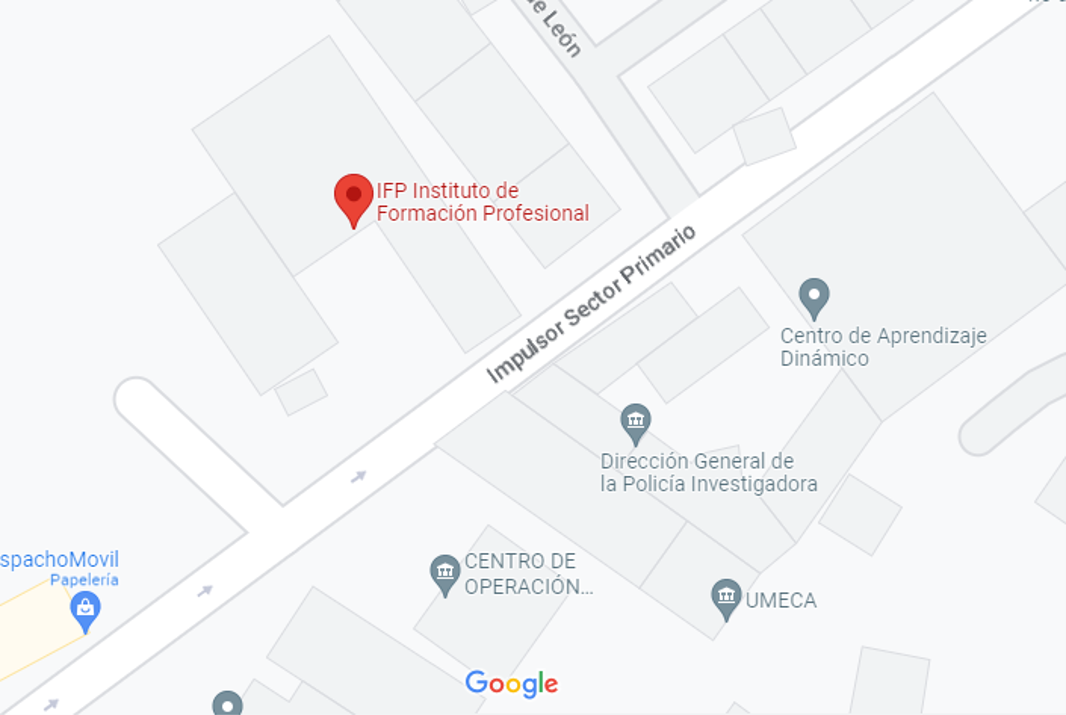 de León
IFP Instituto de
Formación Profesional
Impulsor Sector Primario
Centro de Aprendizaje
Dinámico
Dirección General de
la Policía Investigadora
spachoMovil
Papelería
CENTRO DE
OPERACIÓN...
UMECA
Google